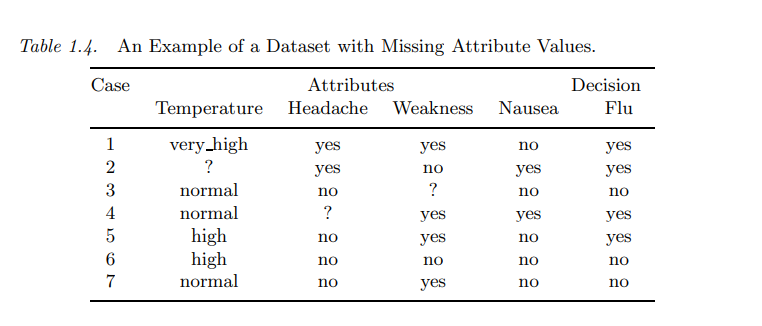 Table 1.4. An Example of a Dataset with Missing Attribute Values.
Case Attributes Decision
Temperature Headache Weakness Nausea Flu
1 very_high yes yes no yes
2 ? yes no yes yes
3 normal no ? no no
4 normal ? yes yes yes
5 high no yes no yes
6 high no no no no
7 normal no yes no no